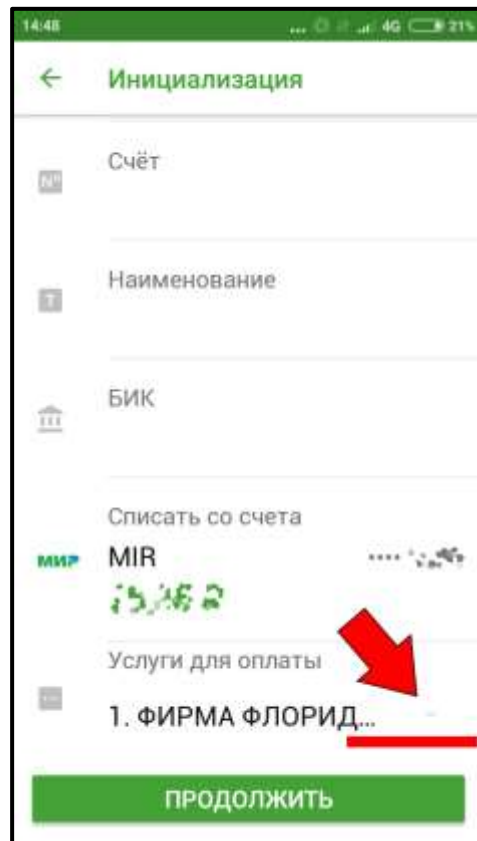 14:48 ... 4G 21%
Инициализация
Счёт
№
Наименование
T
БИК
Списать со счета
МИР MIR ....
Услуги для оплаты
1. ФИРМА ФЛОРИД...
ПРОДОЛЖИТЬ